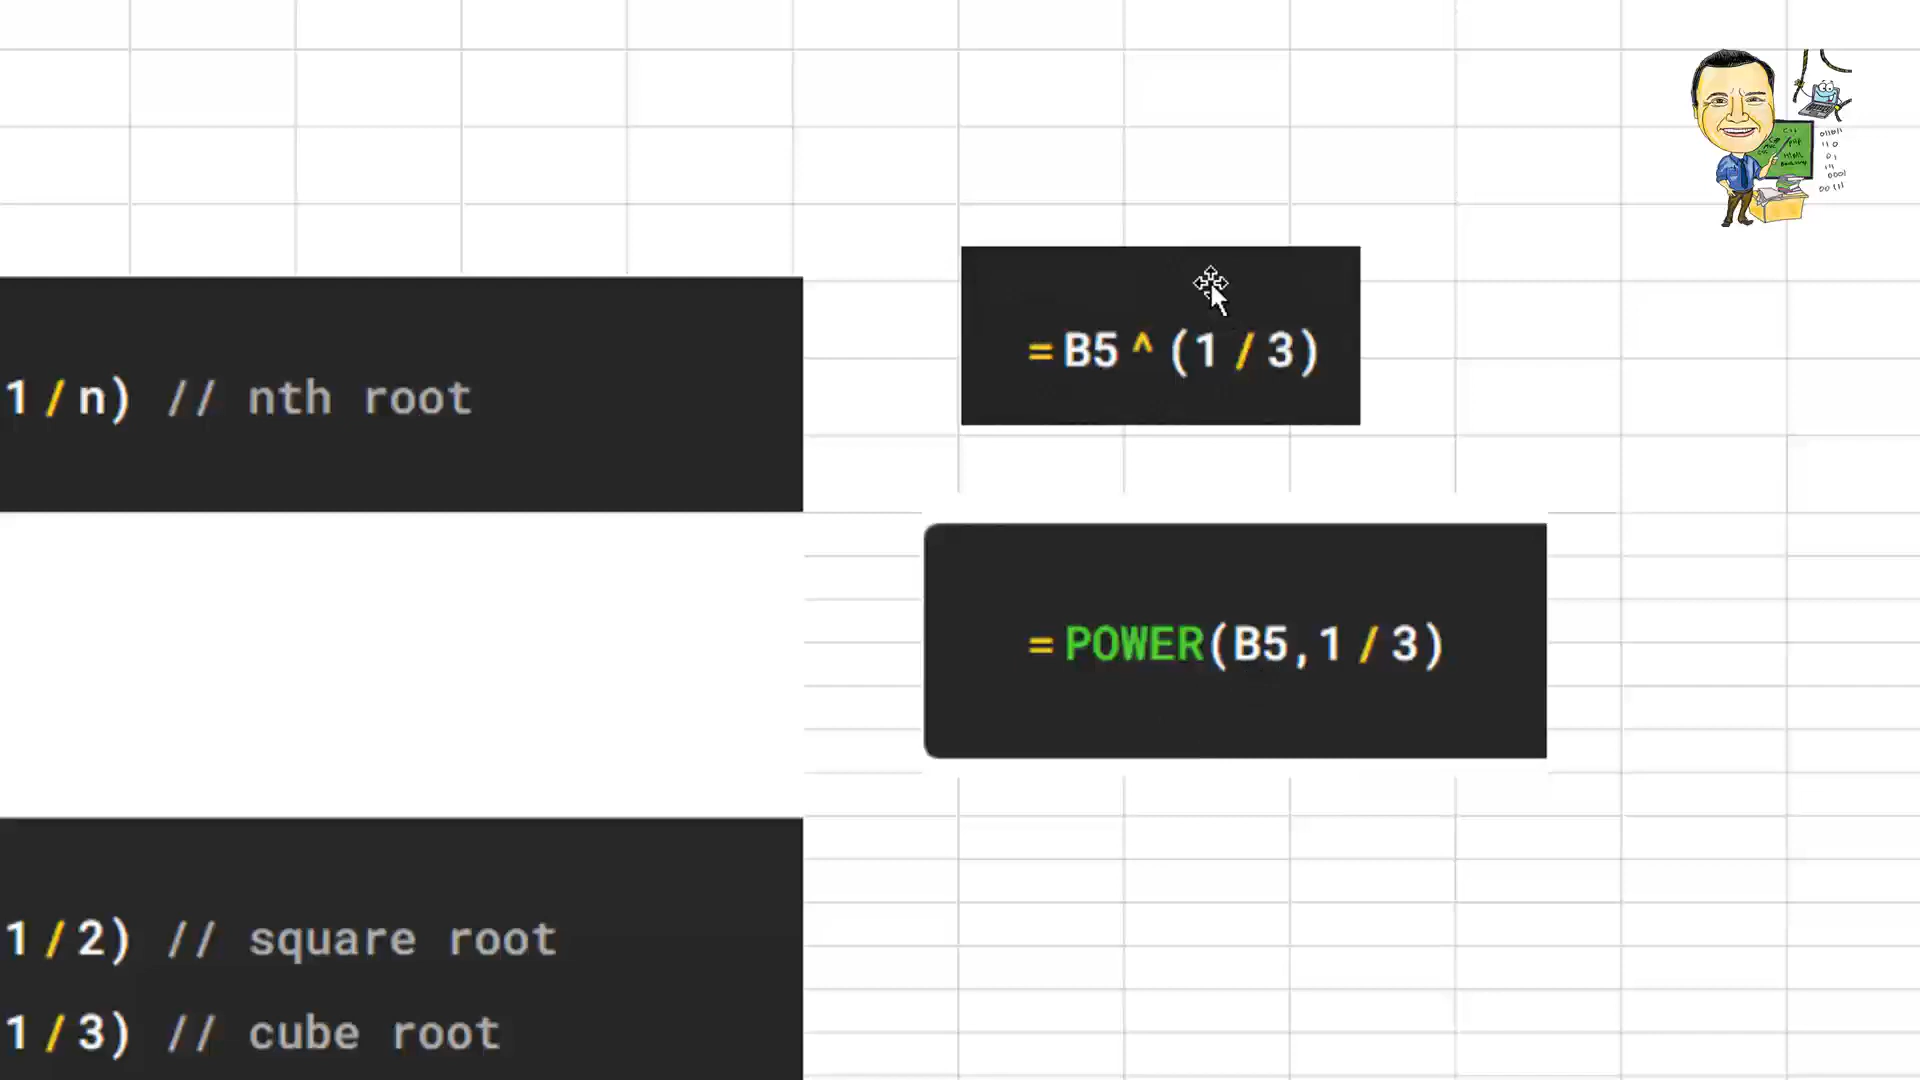 1/n) // nth root
=B5^(1/3)
=POWER(B5,1/3)
1/2) // square root
1/3) // cube root